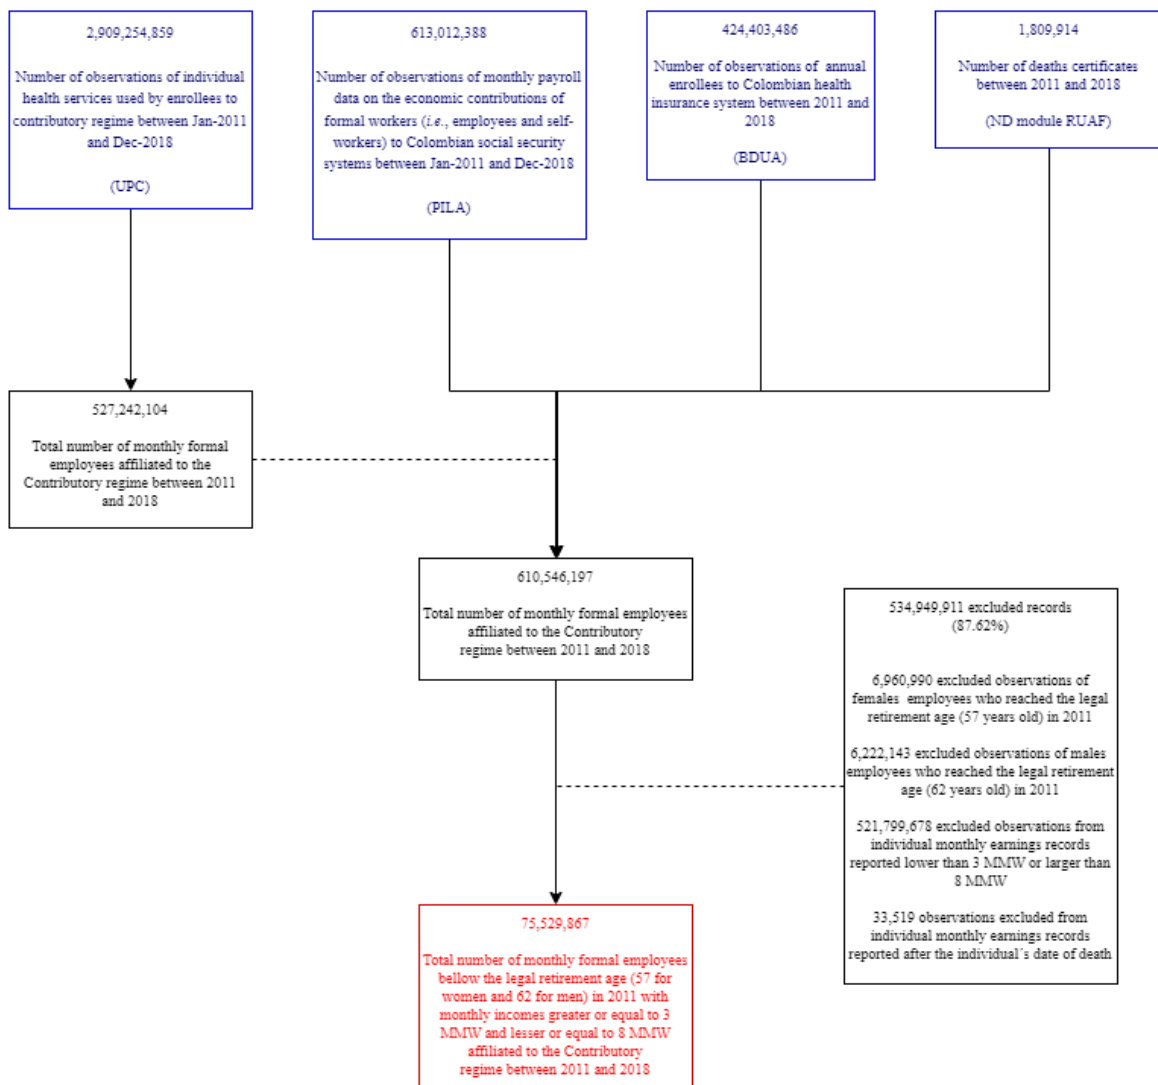 2,909,254,859
Number of observations of individual
health services used by enrollees to
contributory regime between Jan-2011
and Dec-2018
(UPC)
613,012,388
Number of observations of monthly payroll
data on the economic contributions of
formal workers (i.e., employees and self-
workers) to Colombian social security
systems between Jan-2011 and Dec-2018
(PILA)
424,403,486
Number of observations of annual
enrollees to Colombian health
insurance system between 2011 and
2018
(BDUA)
1,809,914
Number of deaths certificates
between 2011 and 2018
(ND module RUAF)
527,242,104
Total number of monthly formal
employees affiliated to the
Contributory regime between 2011
and 2018
610,546,197
Total number of monthly formal employees
affiliated to the Contributory
regime between 2011 and 2018
534,949,911 excluded records
(87.62%)
6,960,990 excluded observations of
females employees who reached the legal
retirement age (57 years old) in 2011
6,222,143 excluded observations of males
employees who reached the legal retirement
age (62 years old) in 2011
521,799,678 excluded observations from
individual monthly earnings records
reported lower than 3 MMW or larger than
8 MMW
33,519 observations excluded from
individual monthly earnings records
reported after the individual´s date of death
75,529,867
Total number of monthly formal employees
bellow the legal retirement age (57 for
women and 62 for men) in 2011 with
monthly incomes greater or equal to 3
MMW and lesser or equal to 8 MMW
affiliated to the Contributory
regime between 2011 and 2018